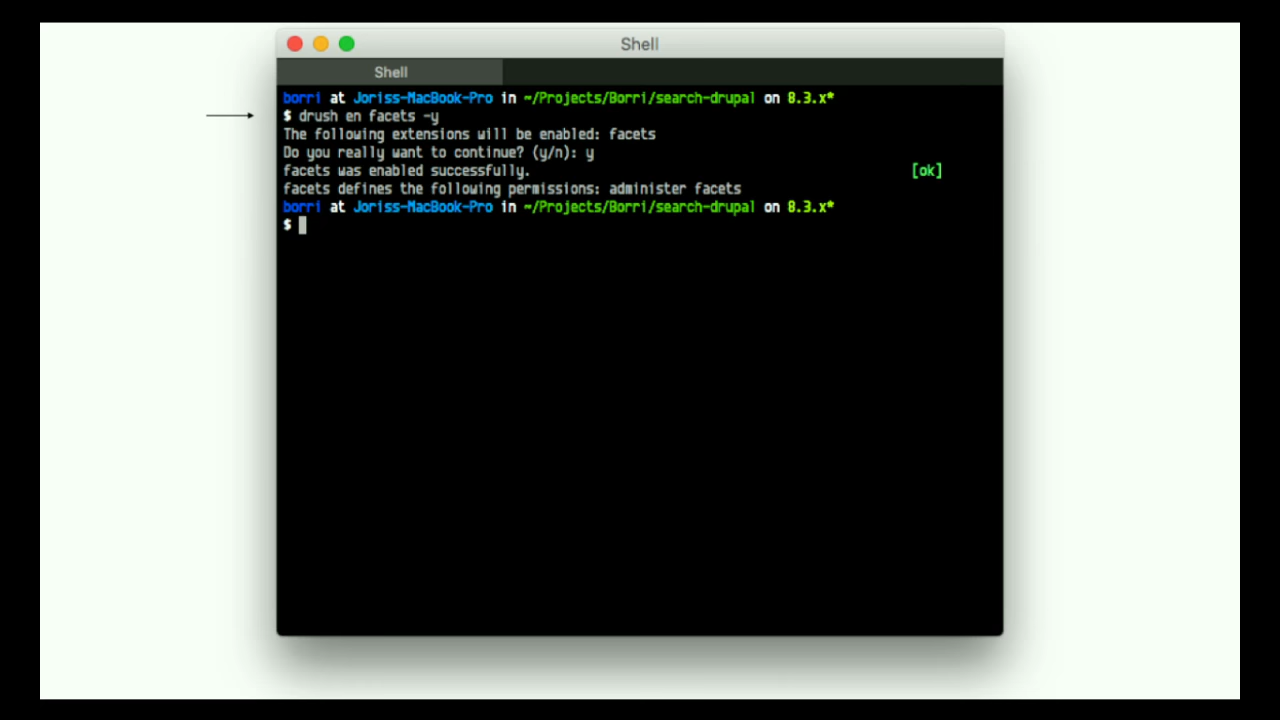 Shell
Shell
borri at Joriss-MacBook-Pro in ~/Projects/Borri/search-drupal on 8.3.x*
$ drush en facets -y
The following extensions will be enabled: facets
Do you really want to continue? (y/n): y
facets was enabled successfully. [ok]
facets defines the following permissions: administer facets
borri at Joriss-MacBook-Pro in ~/Projects/Borri/search-drupal on 8.3.x*
$